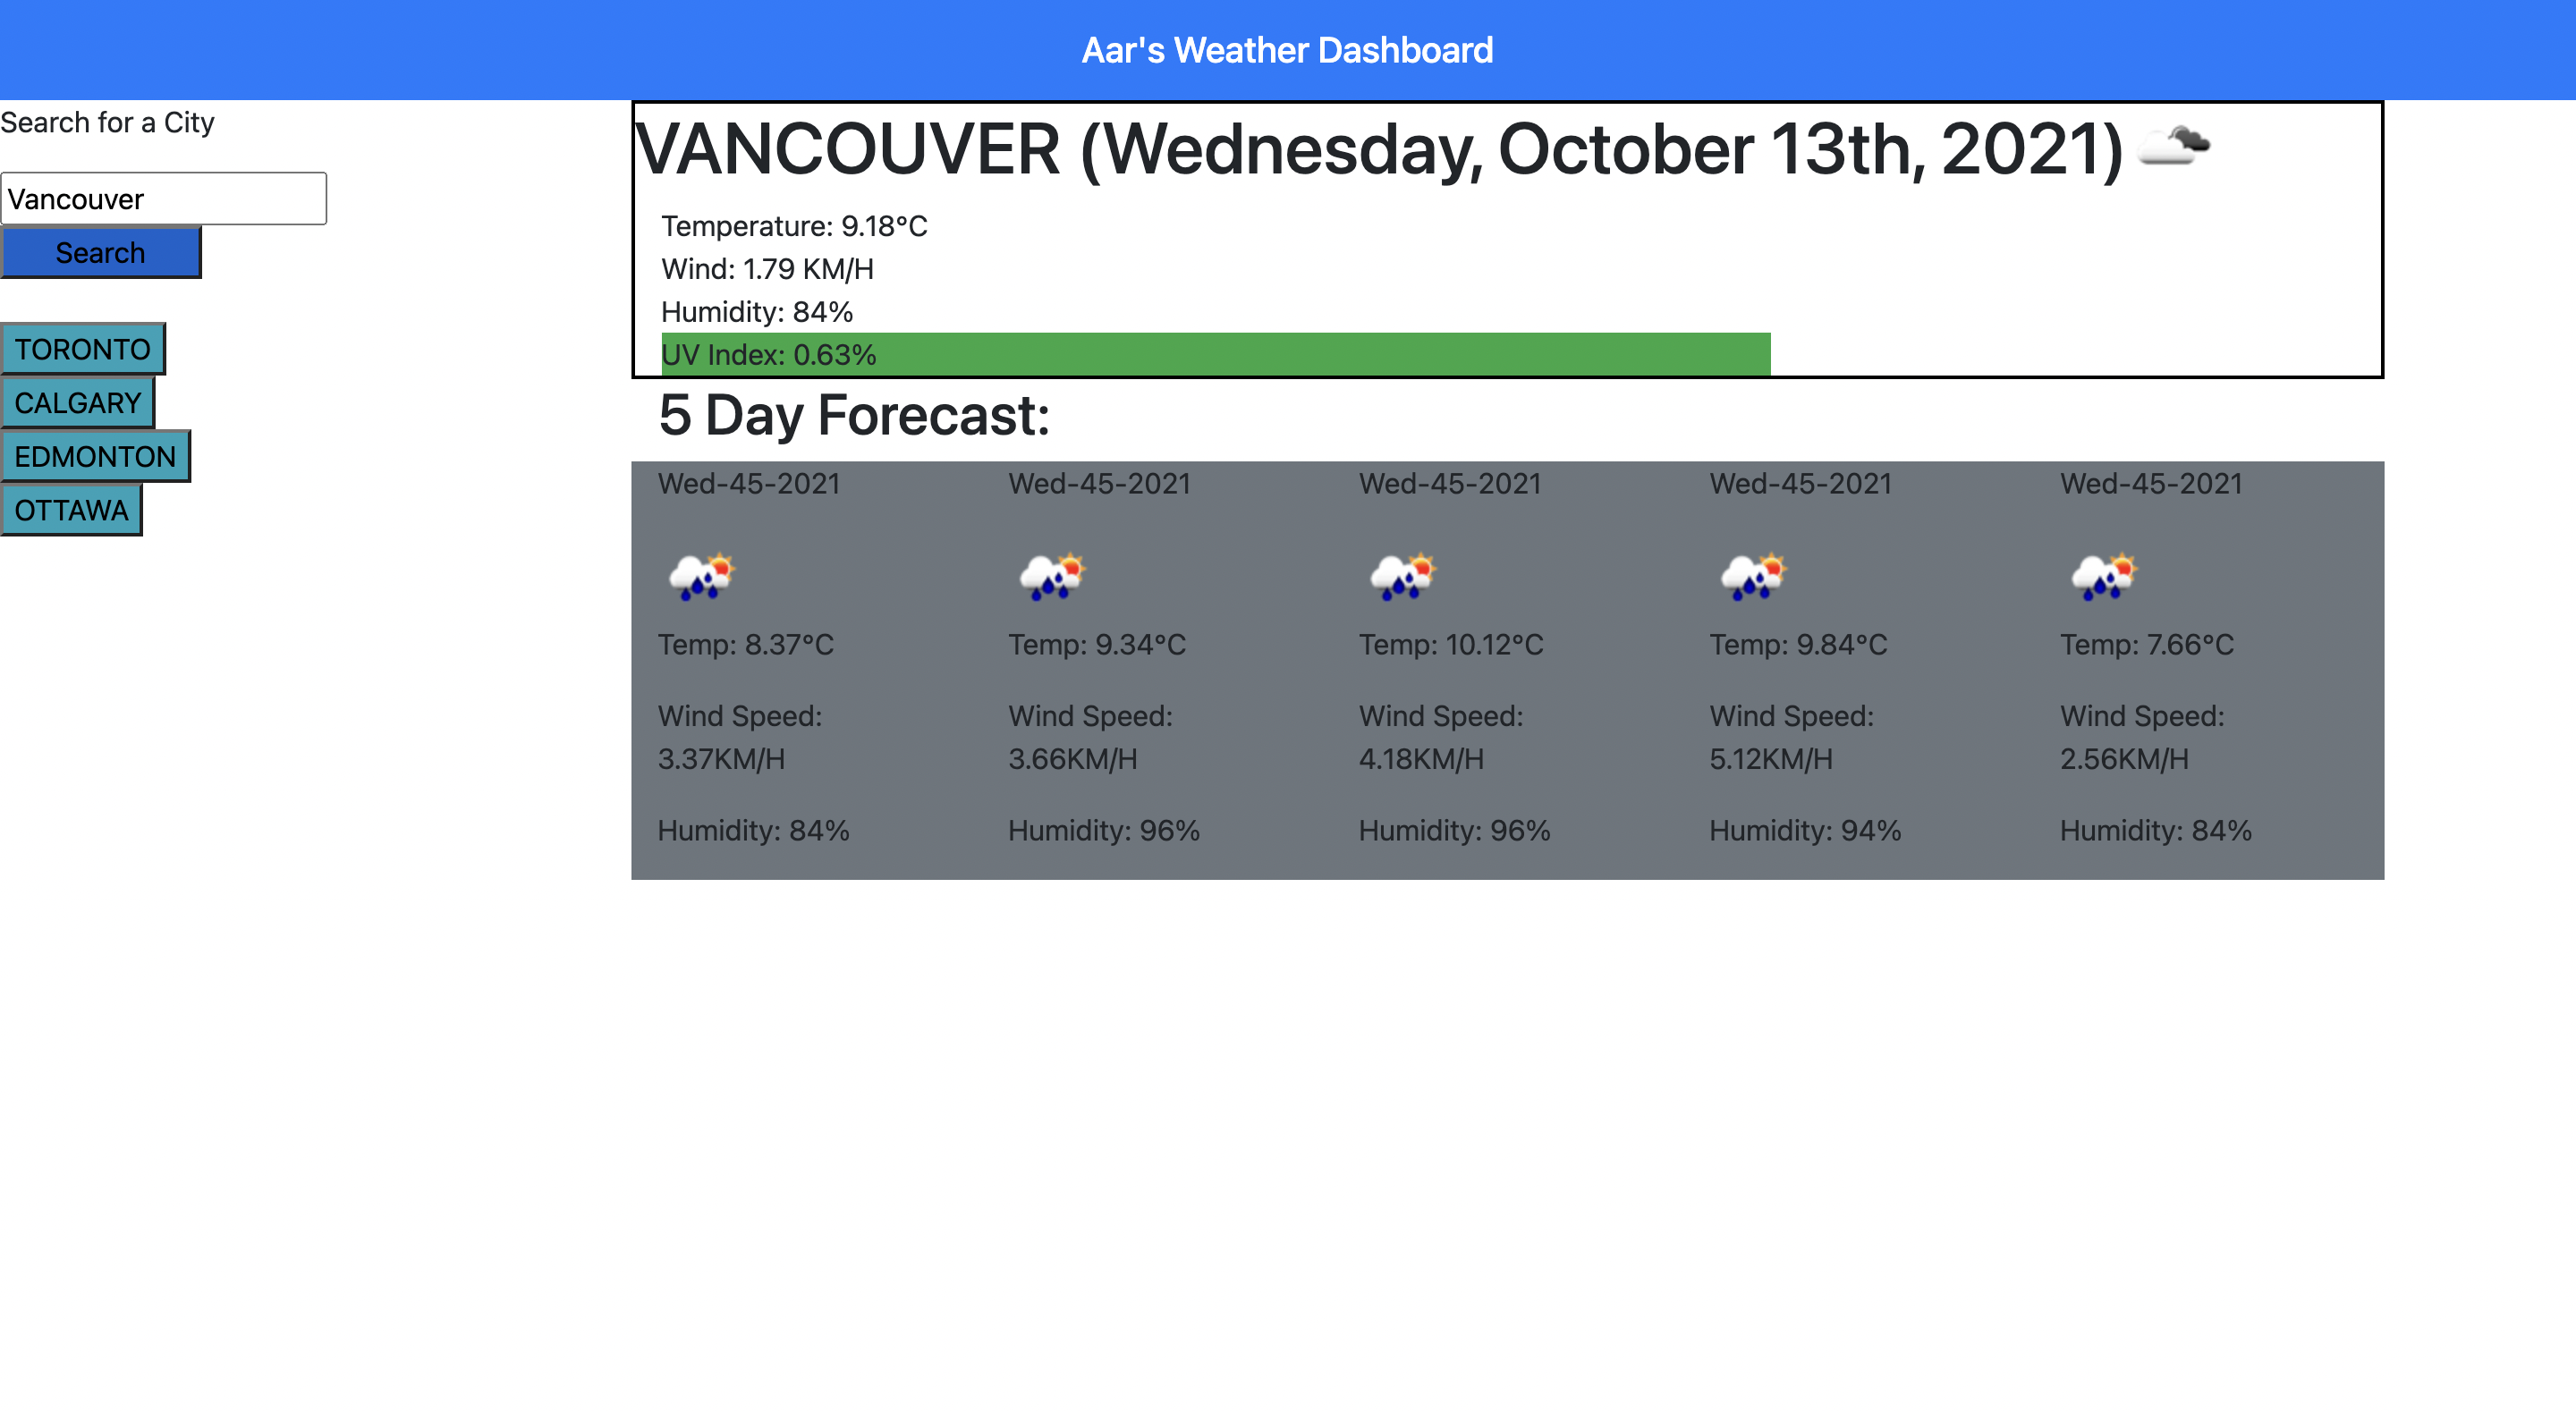 Aar's Weather Dashboard
Search for a City
Vancouver
Search
TORONTO
CALGARY
EDMONTON
OTTAWA
VANCOUVER (Wednesday, October 13th, 2021)
Temperature: 9.18°C
Wind: 1.79 KM/H
Humidity: 84%
UV Index: 0.63%
5 Day Forecast:
Wed-45-2021
Temp: 8.37°C
Wind Speed:
3.37KM/H
Humidity: 84%
Wed-45-2021
Temp: 9.34°C
Wind Speed:
3.66KM/H
Humidity: 96%
Wed-45-2021
Temp: 10.12°C
Wind Speed:
4.18KM/H
Humidity: 96%
Wed-45-2021
Temp: 9.84°C
Wind Speed:
5.12KM/H
Humidity: 94%
Wed-45-2021
Temp: 7.66°C
Wind Speed:
2.56KM/H
Humidity: 84%